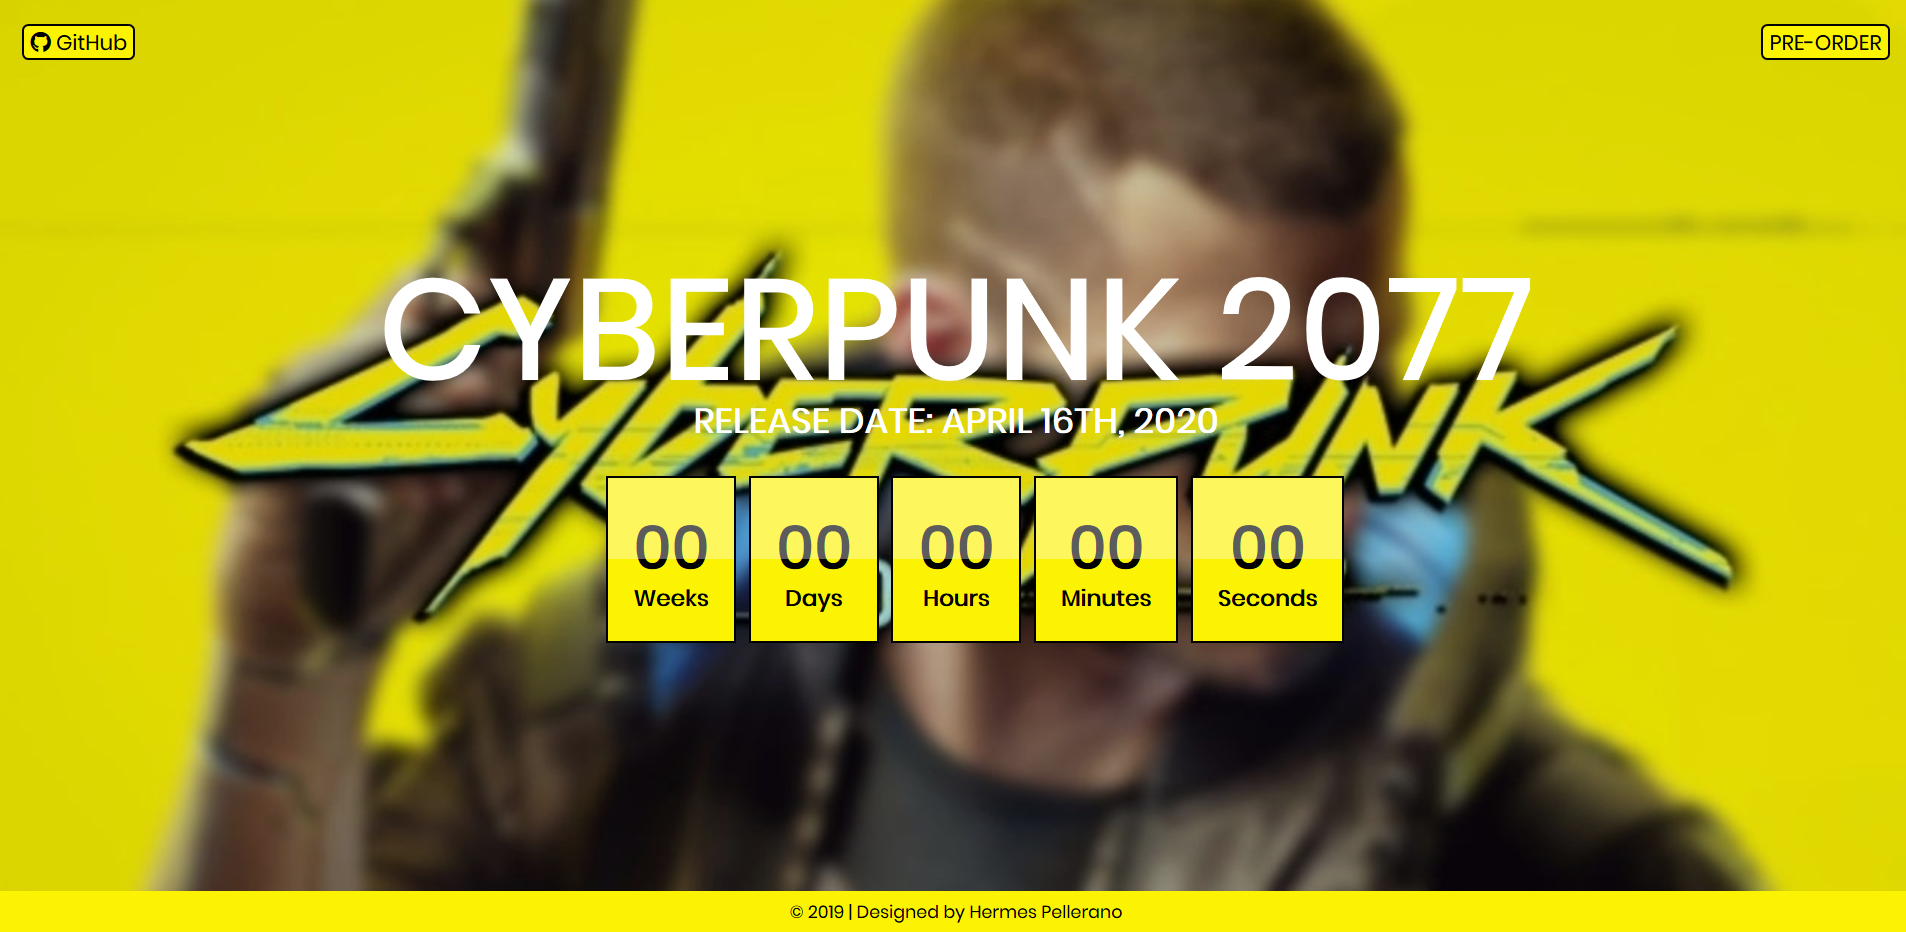 GitHub
PRE-ORDER
CYBERPUNK 2077
CYBERPUNK
RELEASE DATE: APRIL 16TH, 2020
00 00 00 00 00
Weeks Days Hours Minutes Seconds
© 2019 | Designed by Hermes Pellerano